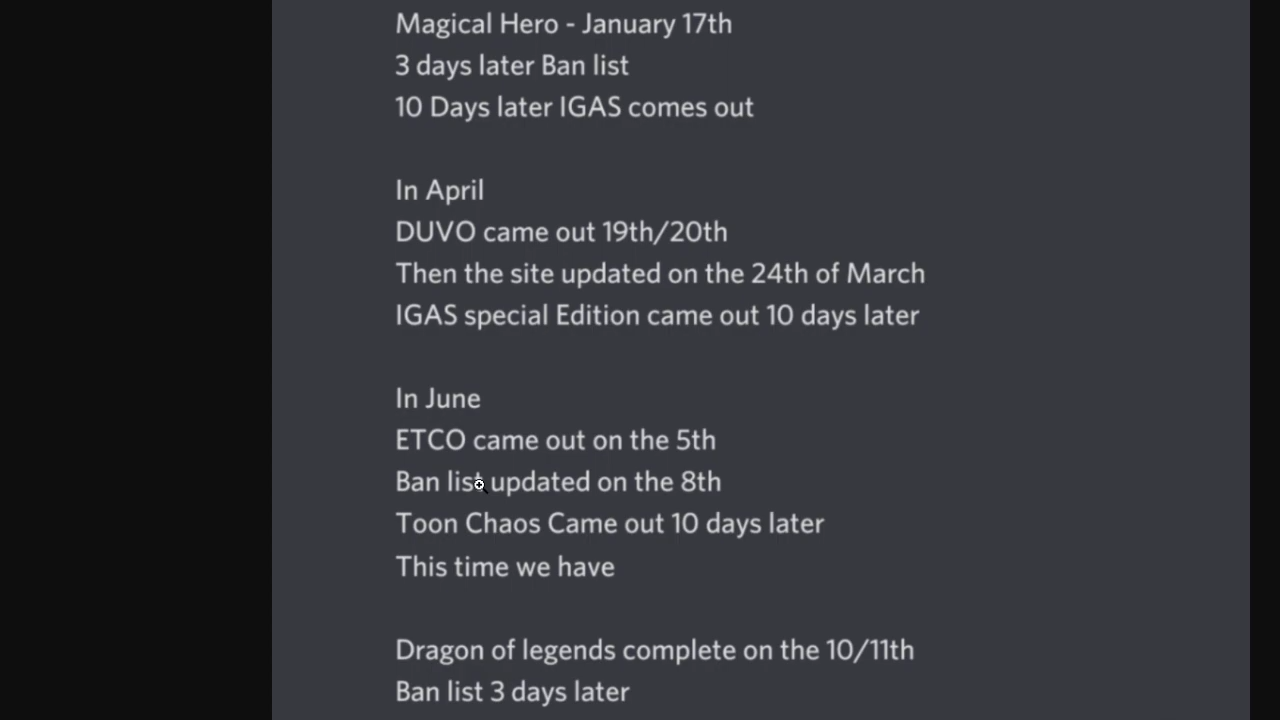 Magical Hero - January 17th
3 days later Ban list
10 Days later IGAS comes out
In April
DUVO came out 19th/20th
Then the site updated on the 24th of March
IGAS special Edition came out 10 days later
In June
ETCO came out on the 5th
Ban list updated on the 8th
Toon Chaos Came out 10 days later
This time we have
Dragon of legends complete on the 10/11th
Ban list 3 days later